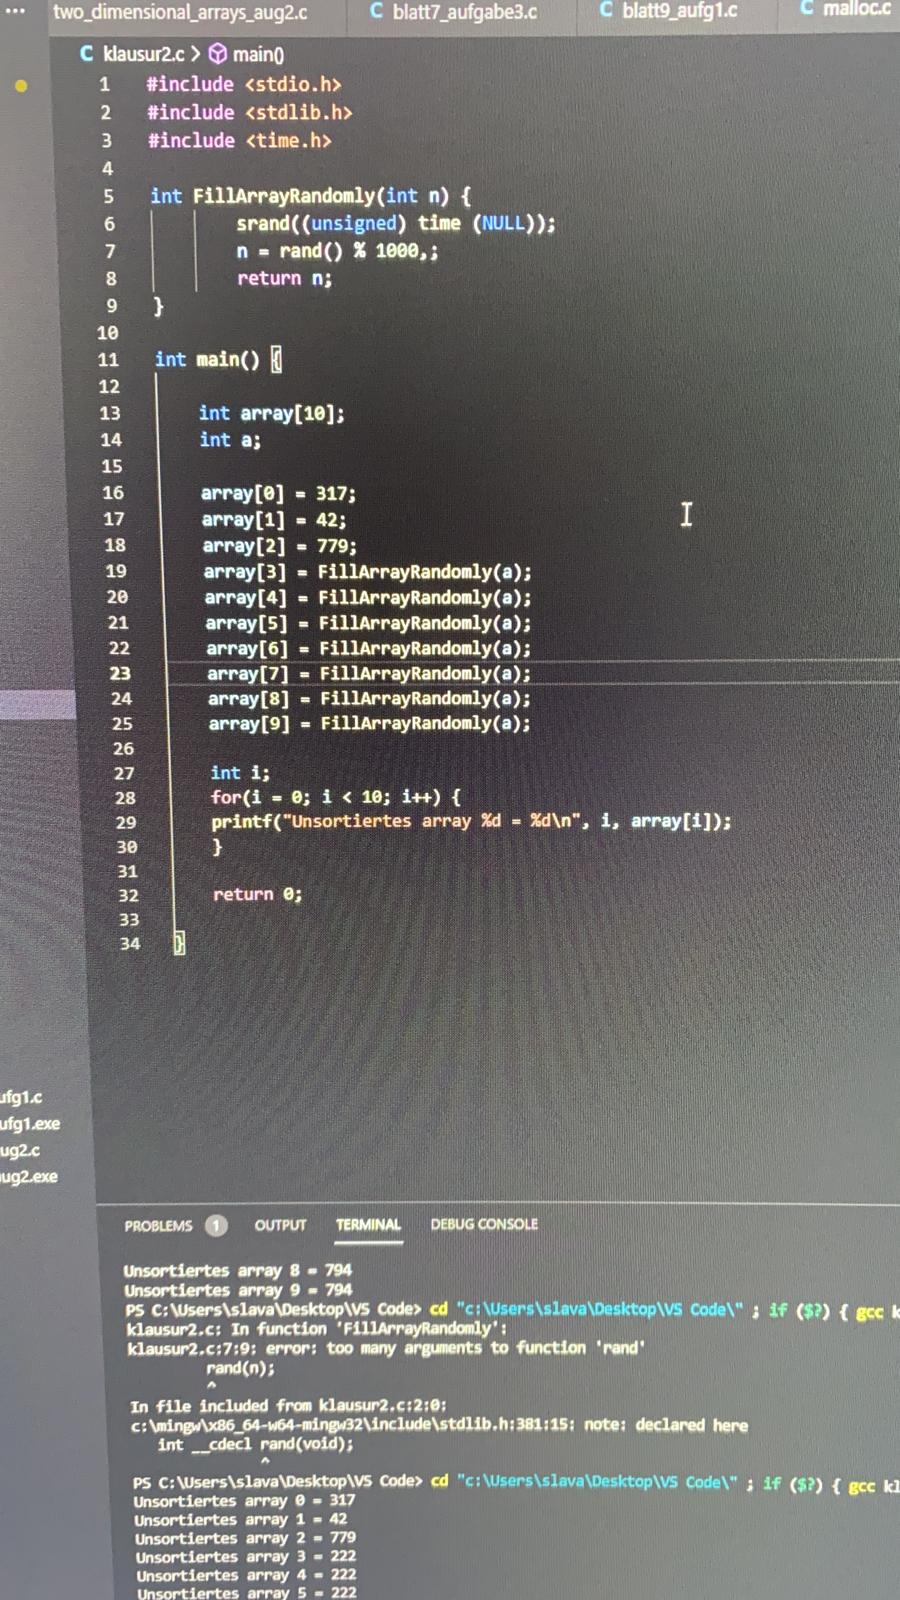 ... two_dimensional_arrays_aug2.c C blatt7_aufgabe3.c C blatt9_aufg1.c C malloc.c
C klausur2.c > main()
1 #include <stdio.h>
2 #include <stdlib.h>
3 #include <time.h>
4
5 int FillArrayRandomly(int n) {
6 srand((unsigned) time (NULL));
7 n = rand() % 1000,;
8 return n;
9 }
10
11 int main() {
12
13 int array[10];
14 int a;
15
16 array[0] = 317;
17 array[1] = 42;
18 array[2] = 779;
19 array[3] = FillArrayRandomly(a);
20 array[4] = FillArrayRandomly(a);
21 array[5] = FillArrayRandomly(a);
22 array[6] = FillArrayRandomly(a);
23 array[7] = FillArrayRandomly(a);
24 array[8] = FillArrayRandomly(a);
25 array[9] = FillArrayRandomly(a);
26
27 int i;
28 for(i = 0; i < 10; i++) {
29 printf("Unsortiertes array %d = %d\n", i, array[i]);
30 }
31
32 return 0;
33
34 }
ufg1.c
ufg1.exe
ug2.c
ug2.exe
PROBLEMS 1 OUTPUT TERMINAL DEBUG CONSOLE
Unsortiertes array 8 = 794
Unsortiertes array 9 = 794
PS C:\Users\slava\Desktop\VS Code> cd "c:\Users\slava\Desktop\VS Code\" ; if ($?) { gcc k
klausur2.c: In function 'FillArrayRandomly':
klausur2.c:7:9: error: too many arguments to function 'rand'
rand(n);
^
In file included from klausur2.c:2:0:
c:\mingw\x86_64-w64-mingw32\include\stdlib.h:381:15: note: declared here
int __cdecl rand(void);
^
PS C:\Users\slava\Desktop\VS Code> cd "c:\Users\slava\Desktop\VS Code\" ; if ($?) { gcc kl
Unsortiertes array 0 = 317
Unsortiertes array 1 = 42
Unsortiertes array 2 = 779
Unsortiertes array 3 = 222
Unsortiertes array 4 = 222
Unsortiertes array 5 = 222